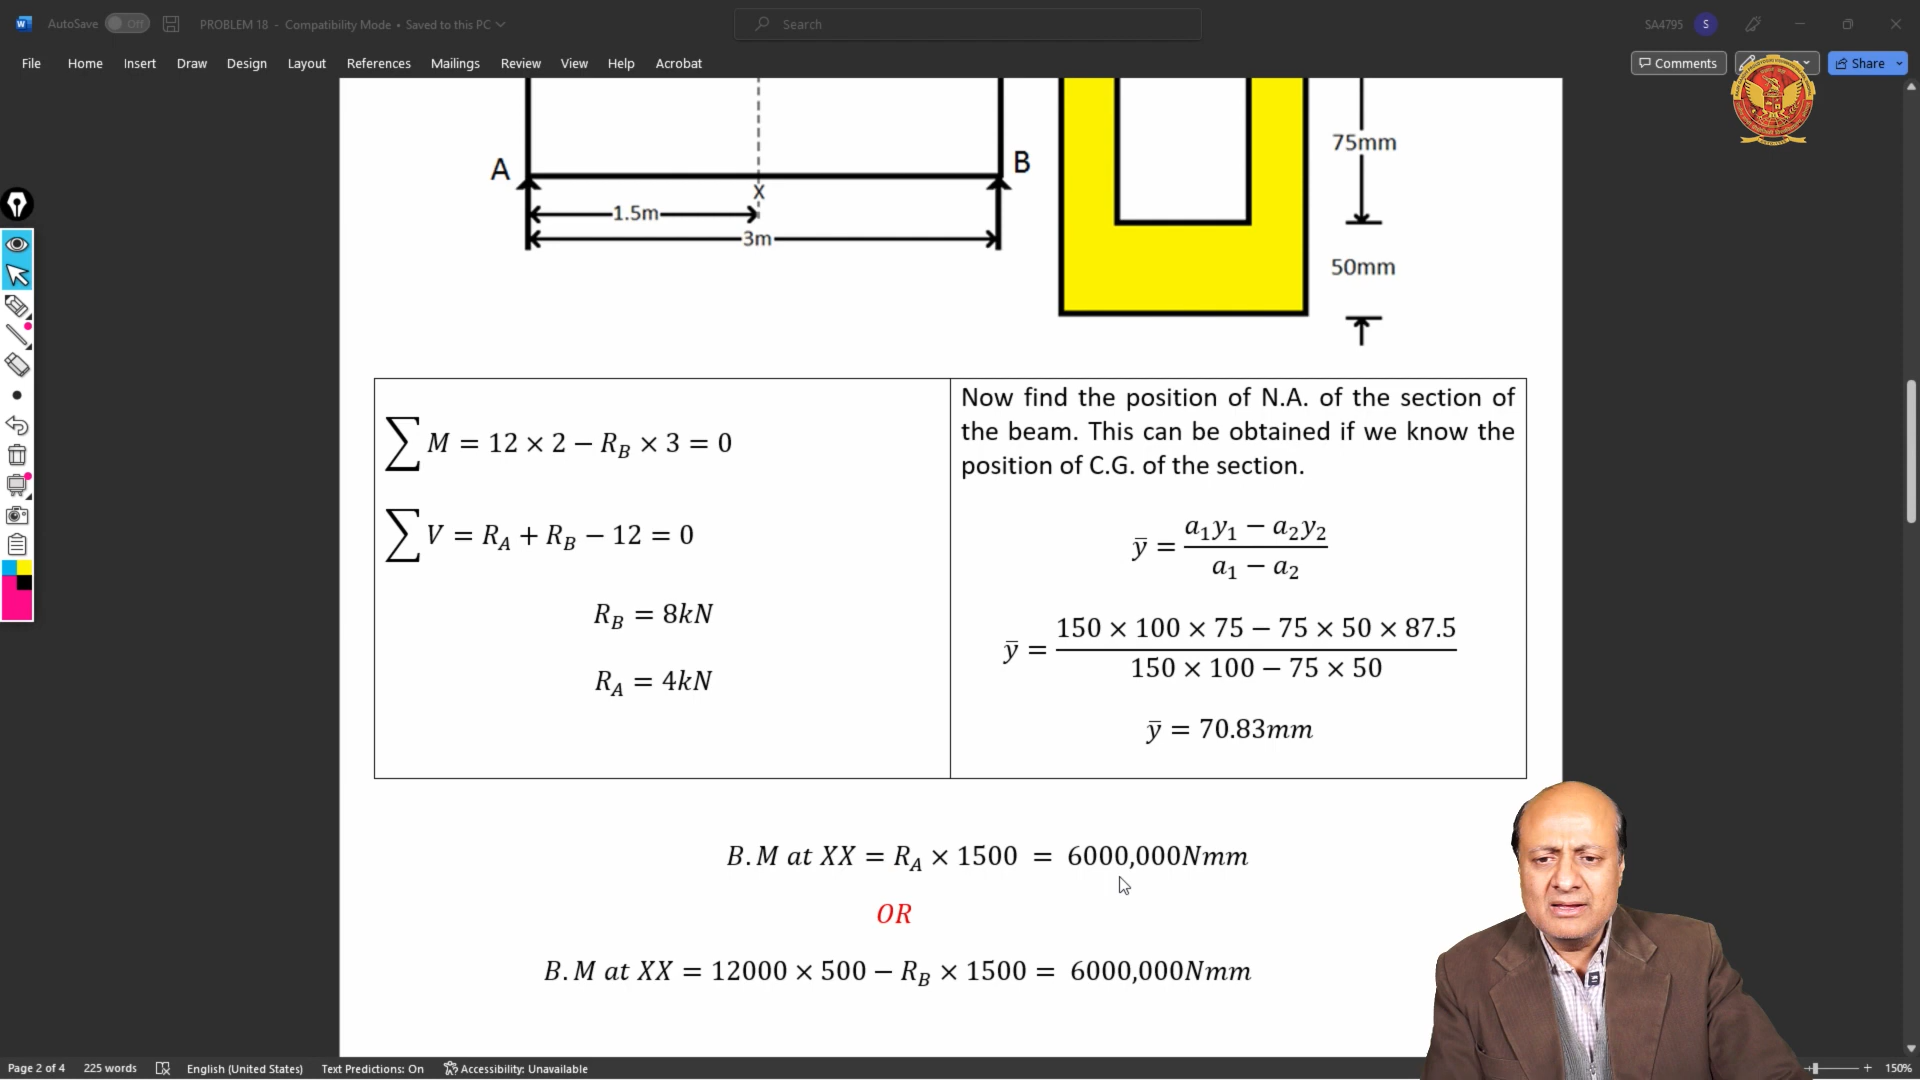 AutoSave Off PROBLEM 18 - Compatibility Mode • Saved to this PC Search SA4795 S
File Home Insert Draw Design Layout References Mailings Review View Help Acrobat Comments Share
A B
X
1.5m
3m
75mm
50mm
∑M = 12 × 2 − R_B × 3 = 0
∑V = R_A + R_B − 12 = 0
R_B = 8kN
R_A = 4kN
Now find the position of N.A. of the section of
the beam. This can be obtained if we know the
position of C.G. of the section.
ȳ = (a₁y₁ − a₂y₂) / (a₁ − a₂)
ȳ = (150 × 100 × 75 − 75 × 50 × 87.5) / (150 × 100 − 75 × 50)
ȳ = 70.83mm
B.M at XX = R_A × 1500 = 6000,000Nmm
OR
B.M at XX = 12000 × 500 − R_B × 1500 = 6000,000Nmm
Page 2 of 4 225 words English (United States) Text Predictions: On Accessibility: Unavailable 150%